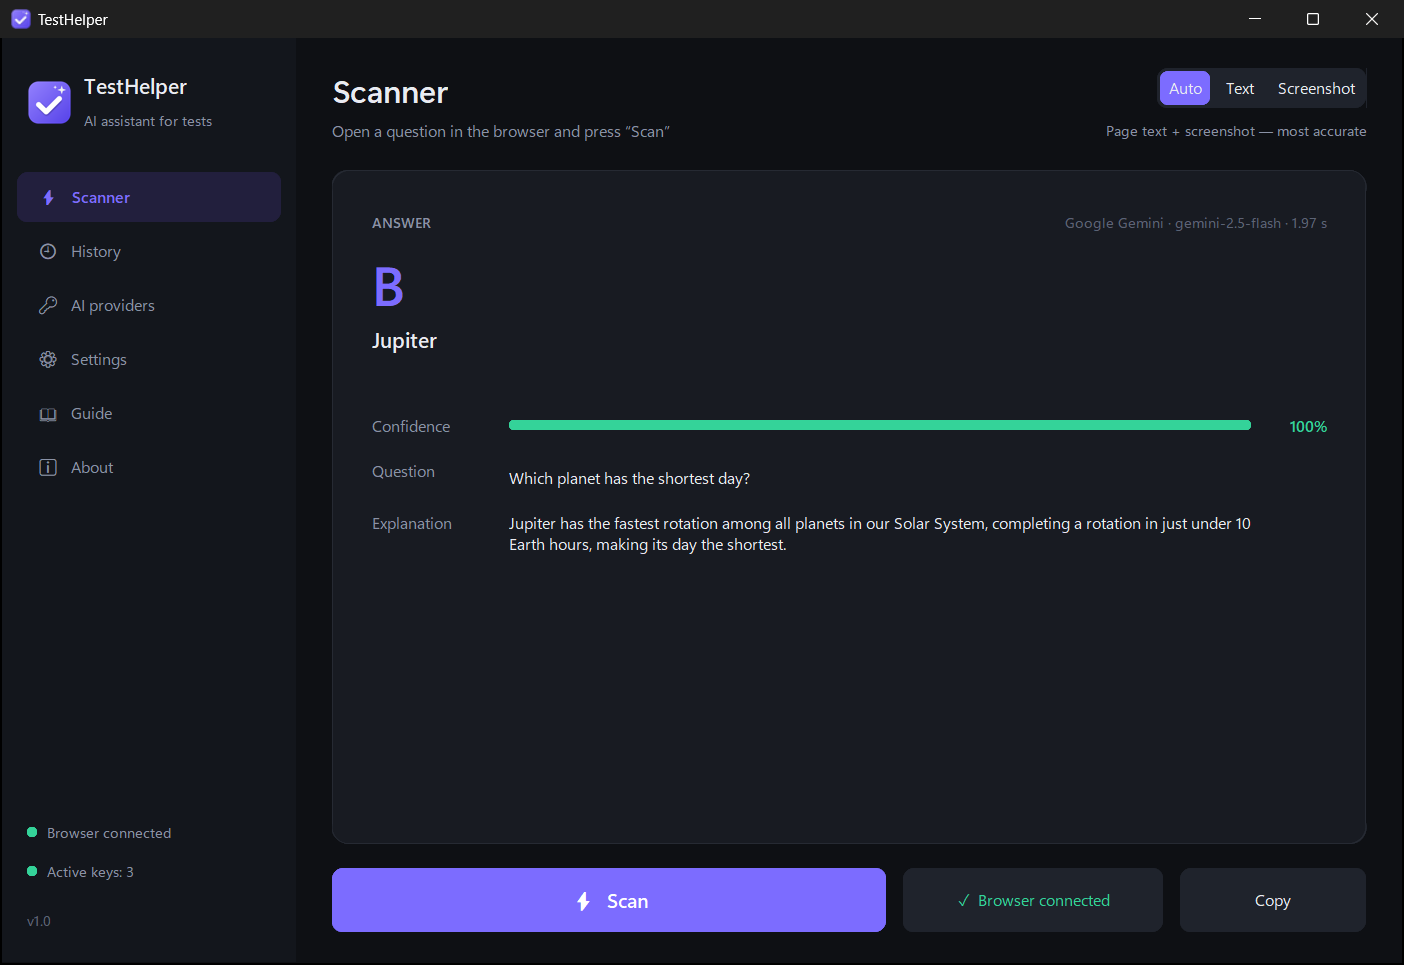 TestHelper
TestHelper
AI assistant for tests
Scanner
History
AI providers
Settings
Guide
About
Browser connected
Active keys: 3
v1.0
Scanner
Open a question in the browser and press “Scan”
Auto Text Screenshot
Page text + screenshot — most accurate
ANSWER
Google Gemini · gemini-2.5-flash · 1.97 s
B
Jupiter
Confidence 100%
Question Which planet has the shortest day?
Explanation Jupiter has the fastest rotation among all planets in our Solar System, completing a rotation in just under 10
Earth hours, making its day the shortest.
Scan
✓ Browser connected
Copy